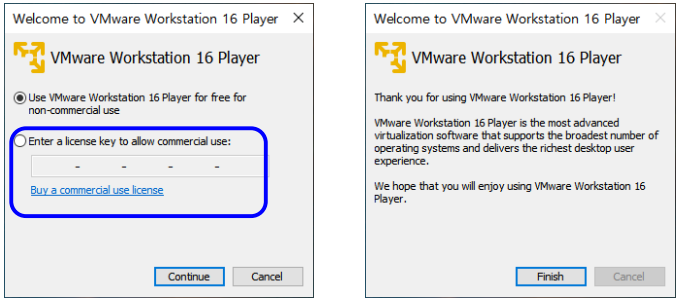 Welcome to VMware Workstation 16 Player
VMware Workstation 16 Player
Use VMware Workstation 16 Player for free for
non-commercial use
Enter a license key to allow commercial use:
- - - -
Buy a commercial use license
Continue
Cancel
Welcome to VMware Workstation 16 Player
VMware Workstation 16 Player
Thank you for using VMware Workstation 16 Player!
VMware Workstation 16 Player is the most advanced
virtualization software that supports the broadest number of
operating systems and delivers the richest desktop user
experience.
We hope that you will enjoy using VMware Workstation 16
Player.
Finish
Cancel